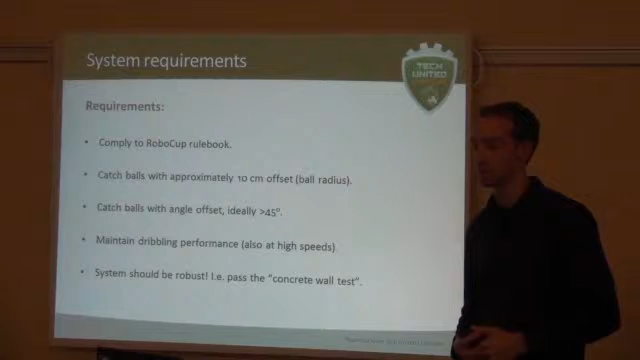 System requirements
TECH
UNITED
Requirements:
• Comply to RoboCup rulebook.
• Catch balls with approximately 10 cm offset (ball radius).
• Catch balls with angle offset, ideally >45°.
• Maintain dribbling performance (also at high speeds)
• System should be robust! I.e. pass the "concrete wall test".